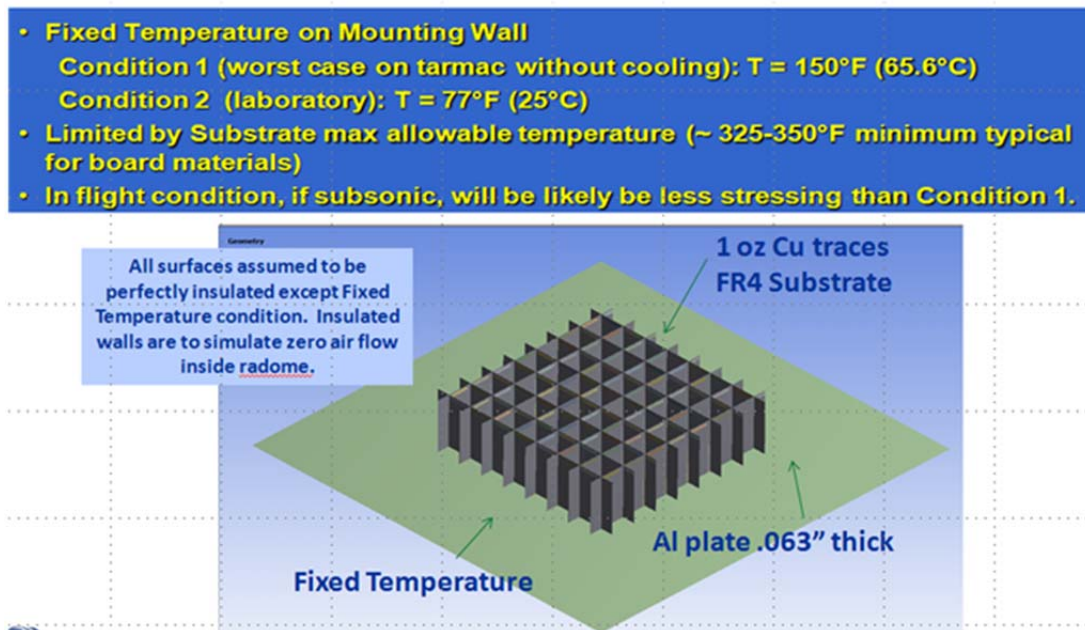 • Fixed Temperature on Mounting Wall
Condition 1 (worst case on tarmac without cooling): T = 150°F (65.6°C)
Condition 2 (laboratory): T = 77°F (25°C)
• Limited by Substrate max allowable temperature (~ 325-350°F minimum typical
for board materials)
• In flight condition, if subsonic, will be likely be less stressing than Condition 1.
Geometry
All surfaces assumed to be
perfectly insulated except Fixed
Temperature condition. Insulated
walls are to simulate zero air flow
inside radome.
1 oz Cu traces
FR4 Substrate
Al plate .063” thick
Fixed Temperature